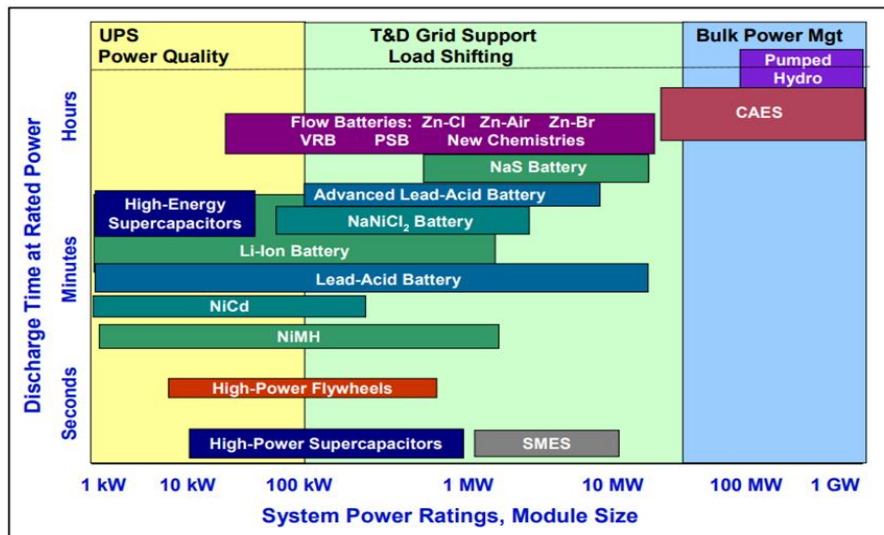 UPS
Power Quality
T&D Grid Support
Load Shifting
Bulk Power Mgt
Pumped
Hydro
CAES
Flow Batteries: Zn-Cl Zn-Air Zn-Br
VRB PSB New Chemistries
NaS Battery
Advanced Lead-Acid Battery
High-Energy
Supercapacitors
NaNiCl₂ Battery
Li-Ion Battery
Lead-Acid Battery
NiCd
NiMH
High-Power Flywheels
High-Power Supercapacitors
SMES
Discharge Time at Rated Power
Hours
Minutes
Seconds
1 kW 10 kW 100 kW 1 MW 10 MW 100 MW 1 GW
System Power Ratings, Module Size